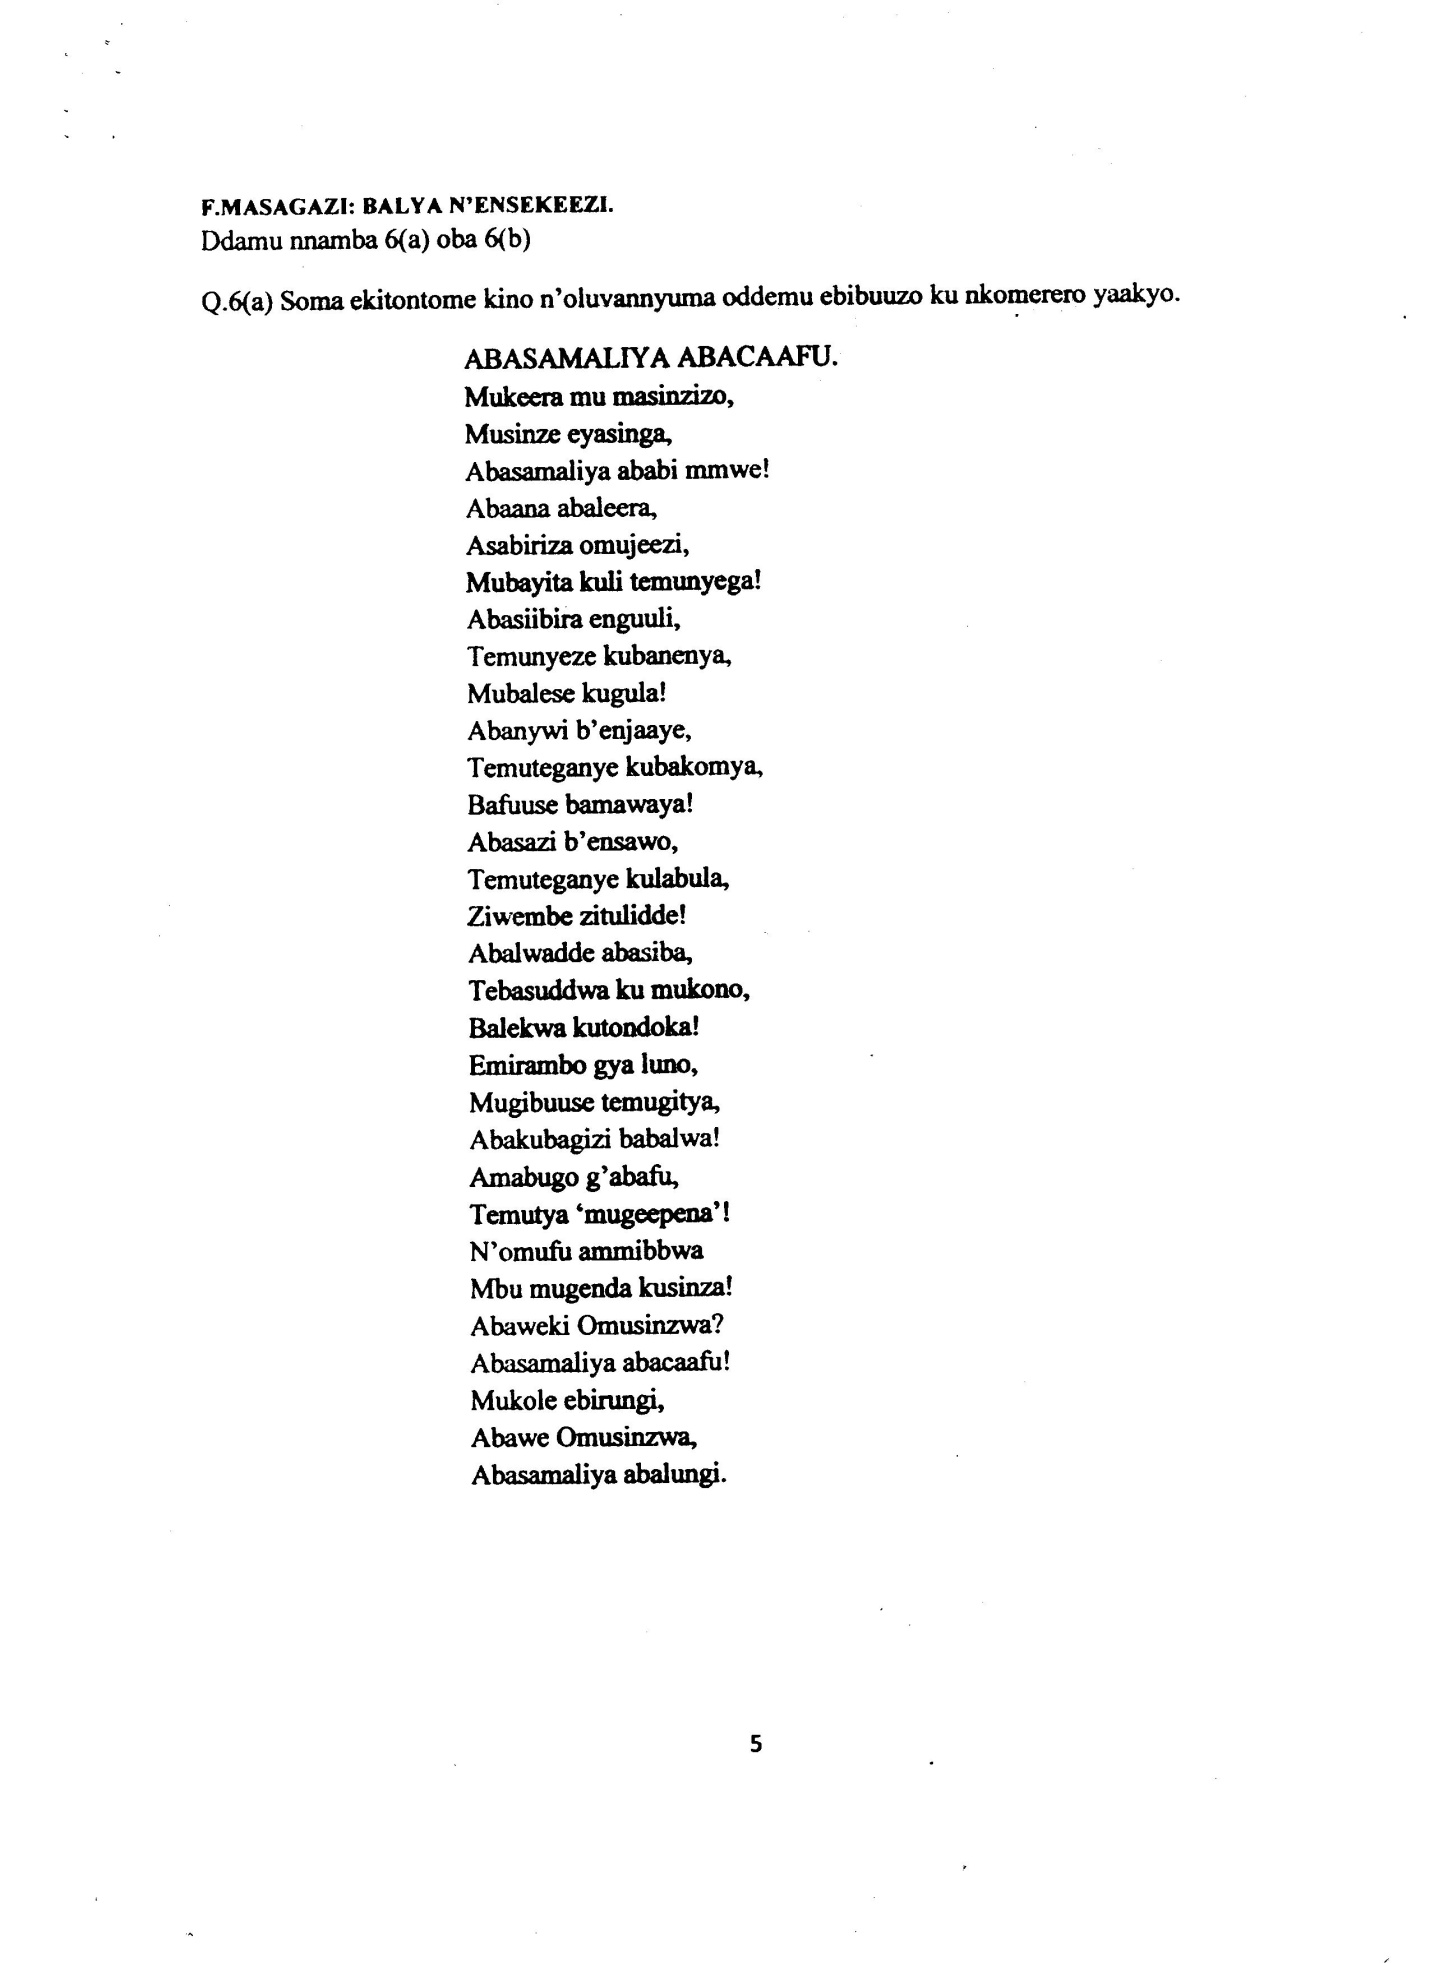 F.MASAGAZI: BALYA N'ENSEKEEZI.
Ddamu nnamba 6(a) oba 6(b)
Q.6(a) Soma ekitontome kino n'oluvannyuma oddemu ebibuuzo ku nkomerero yaakyo.
ABASAMALIYA ABACAAFU.
Mukeera mu masinzizo,
Musinze eyasinga,
Abasamaliya ababi mmwe!
Abaana abaleera,
Asabiriza omujeezi,
Mubayita kuli temunyega!
Abasiibira enguuli,
Temunyeze kubanenya,
Mubalese kugula!
Abanywi b'enjaaye,
Temuteganye kubakomya,
Bafuuse bamawaya!
Abasazi b'ensawo,
Temuteganye kulabula,
Ziwembe zitulidde!
Abalwadde abasiba,
Tebasuddwa ku mukono,
Balekwa kutondoka!
Emirambo gya luno,
Mugibuuse temugitya,
Abakubagizi babalwa!
Amabugo g'abafu,
Temutya 'mugeepena'!
N'omufu ammibbwa
Mbu mugenda kusinza!
Abaweki Omusinzwa?
Abasamaliya abacaafu!
Mukole ebirungi,
Abawe Omusinzwa,
Abasamaliya abalungi.
5